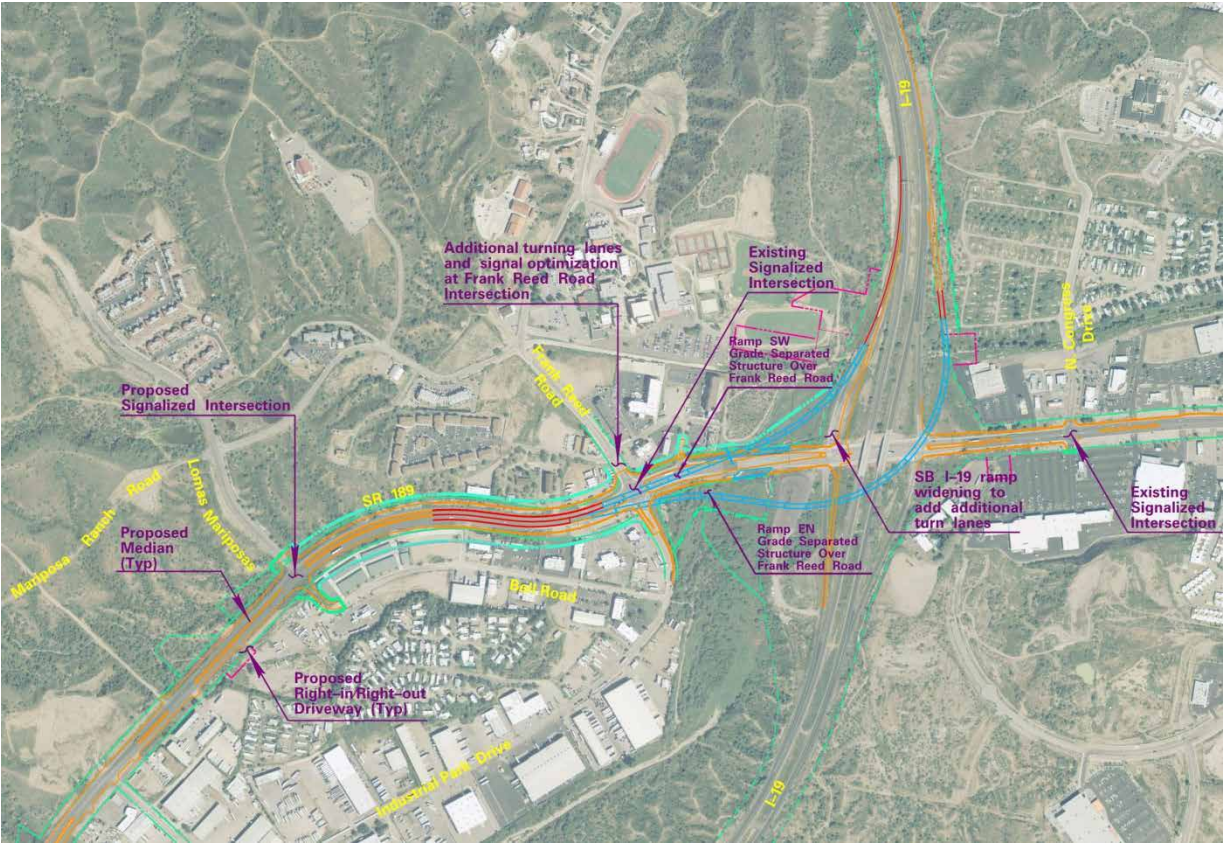 I-19
Additional turning lanes
and signal optimization
at Frank Reed Road
Intersection
Existing
Signalized
Intersection
Ramp SW
Grade Separated
Structure Over
Frank Reed Road
N. Congress
Drive
Frank Reed
Road
Proposed
Signalized Intersection
SR 189
Lomas Mariposas
Mariposa Ranch Road
Proposed
Median
(Typ)
SB I-19 ramp
widening to
add additional
turn lanes
Existing
Signalized
Intersection
Ramp EN
Grade Separated
Structure Over
Frank Reed Road
Bell Road
Proposed
Right-in/Right-out
Driveway (Typ)
Industrial Park Drive
I-19